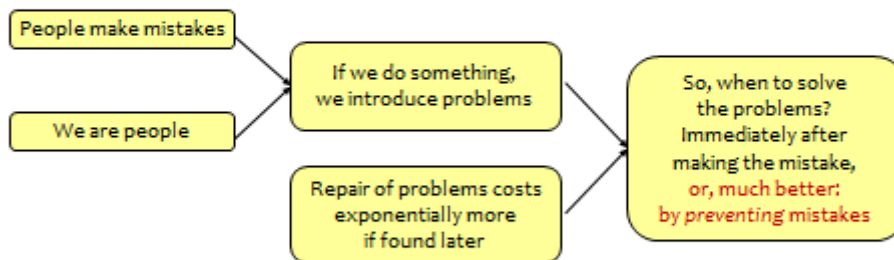 People make mistakes
We are people
If we do something,
we introduce problems
Repair of problems costs
exponentially more
if found later
So, when to solve
the problems?
Immediately after
making the mistake,
or, much better:
by preventing mistakes